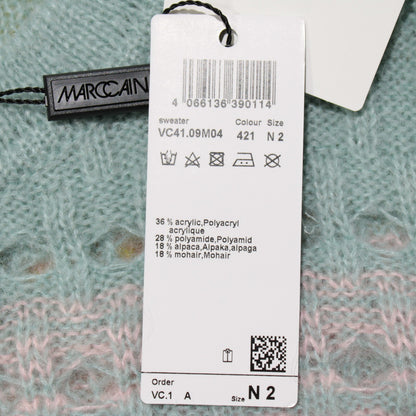 MARCCAIN
4 066136 390114
sweater Colour Size
VC41.09M04 421 N 2
36 % acrylic,Polyacryl
acrylique
28 % polyamide,Polyamid
18 % alpaca,Alpaka,alpaga
18 % mohair,Mohair
Order
VC.1 A Size N 2